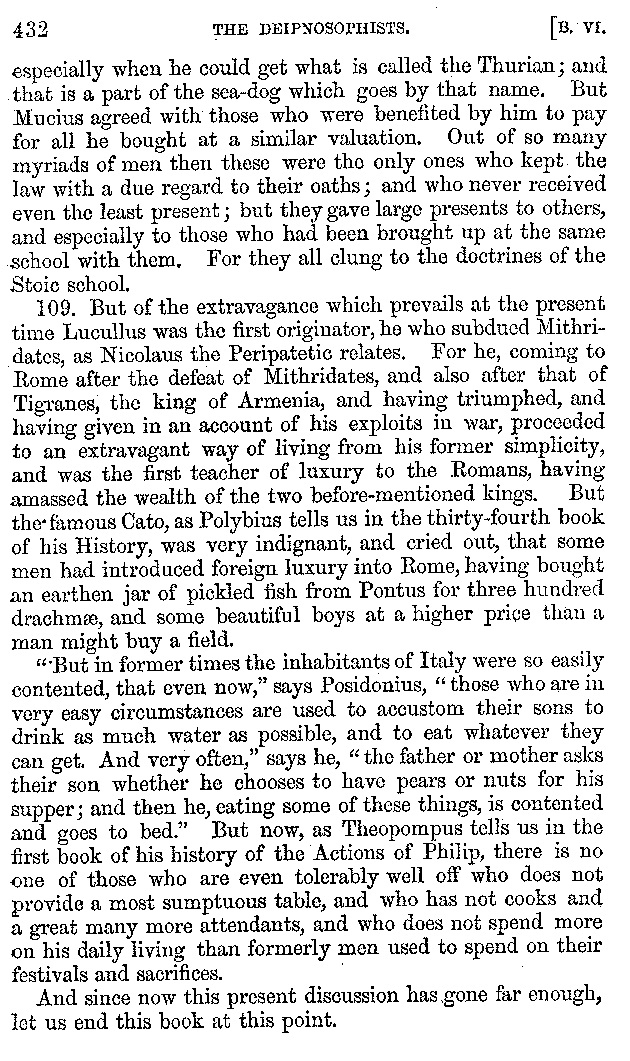 432 THE DEIPNOSOPHISTS. [B. VI.
especially when he could get what is called the Thurian; and
that is a part of the sea-dog which goes by that name. But
Mucius agreed with those who were benefited by him to pay
for all he bought at a similar valuation. Out of so many
myriads of men then these were the only ones who kept the
law with a due regard to their oaths; and who never received
even the least present; but they gave large presents to others,
and especially to those who had been brought up at the same
school with them. For they all clung to the doctrines of the
Stoic school.
109. But of the extravagance which prevails at the present
time Lucullus was the first originator, he who subdued Mithri-
dates, as Nicolaus the Peripatetic relates. For he, coming to
Rome after the defeat of Mithridates, and also after that of
Tigranes, the king of Armenia, and having triumphed, and
having given in an account of his exploits in war, proceeded
to an extravagant way of living from his former simplicity,
and was the first teacher of luxury to the Romans, having
amassed the wealth of the two before-mentioned kings. But
the famous Cato, as Polybius tells us in the thirty-fourth book
of his History, was very indignant, and cried out, that some
men had introduced foreign luxury into Rome, having bought
an earthen jar of pickled fish from Pontus for three hundred
drachmæ, and some beautiful boys at a higher price than a
man might buy a field.
"But in former times the inhabitants of Italy were so easily
contented, that even now," says Posidonius, "those who are in
very easy circumstances are used to accustom their sons to
drink as much water as possible, and to eat whatever they
can get. And very often," says he, "the father or mother asks
their son whether he chooses to have pears or nuts for his
supper; and then he, eating some of these things, is contented
and goes to bed." But now, as Theopompus tells us in the
first book of his history of the Actions of Philip, there is no
one of those who are even tolerably well off who does not
provide a most sumptuous table, and who has not cooks and
a great many more attendants, and who does not spend more
on his daily living than formerly men used to spend on their
festivals and sacrifices.
And since now this present discussion has gone far enough,
let us end this book at this point.